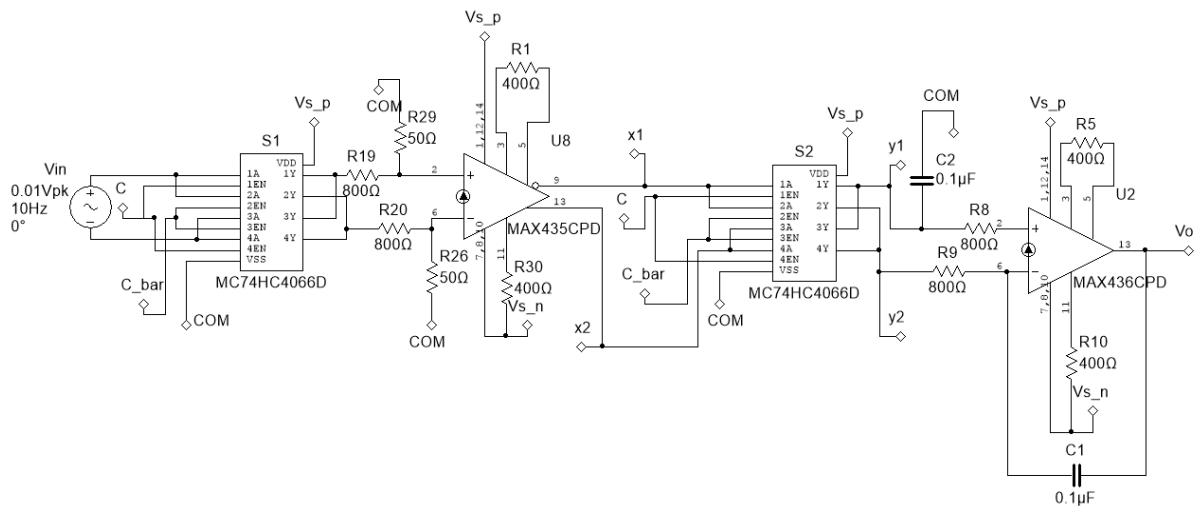 Vs_p
R1
400Ω
COM
R29
50Ω
1,12,14
3
5
U8
Vs_p
S1
VDD
1A
1EN
2A
2EN
3A
3EN
4A
4EN
VSS
1Y
2Y
3Y
4Y
MC74HC4066D
Vin
0.01Vpk
10Hz
0°
C
C_bar
COM
R19
800Ω
R20
800Ω
2
6
9
13
MAX435CPD
7,8,10
11
R26
50Ω
COM
R30
400Ω
Vs_n
x1
x2
C
C_bar
COM
Vs_p
S2
VDD
1A
1EN
2A
2EN
3A
3EN
4A
4EN
VSS
1Y
2Y
3Y
4Y
MC74HC4066D
y1
y2
COM
C2
0.1µF
R8
800Ω
R9
800Ω
Vs_p
R5
400Ω
1,12,14
3
5
U2
2
6
13
Vo
MAX436CPD
7,8,10
11
R10
400Ω
Vs_n
C1
0.1µF